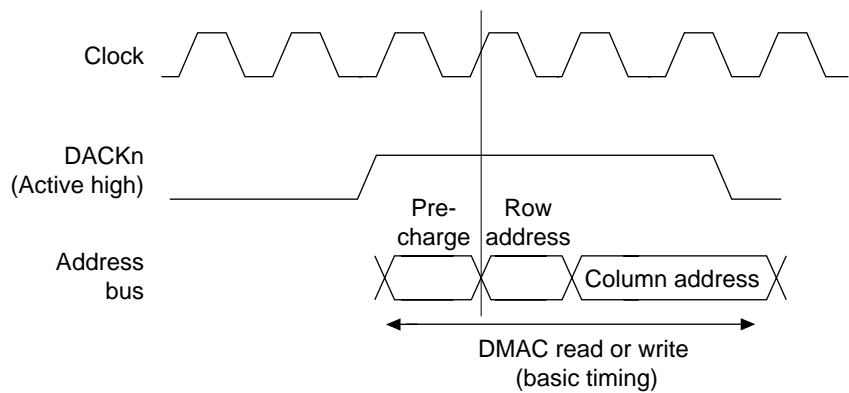 Clock
DACKn
(Active high)
Pre-
charge
Row
address
Address
bus
Column address
DMAC read or write
(basic timing)